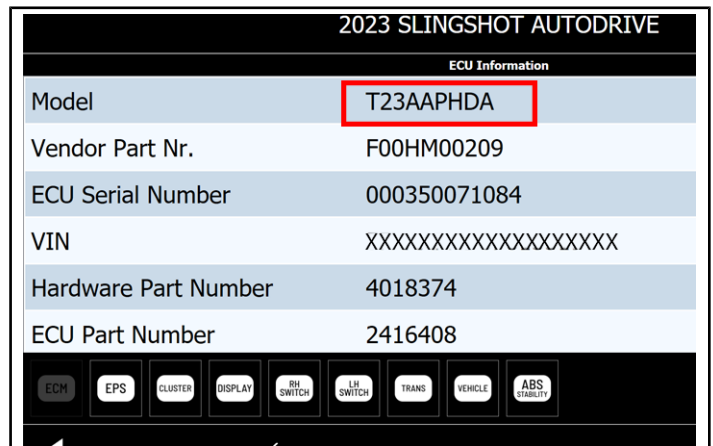 2023 SLINGSHOT AUTODRIVE
ECU Information
Model T23AAPHDA
Vendor Part Nr. F00HM00209
ECU Serial Number 000350071084
VIN XXXXXXXXXXXXXXXXXXX
Hardware Part Number 4018374
ECU Part Number 2416408
ECM EPS CLUSTER DISPLAY RH SWITCH LH SWITCH TRANS VEHICLE ABS STABILITY